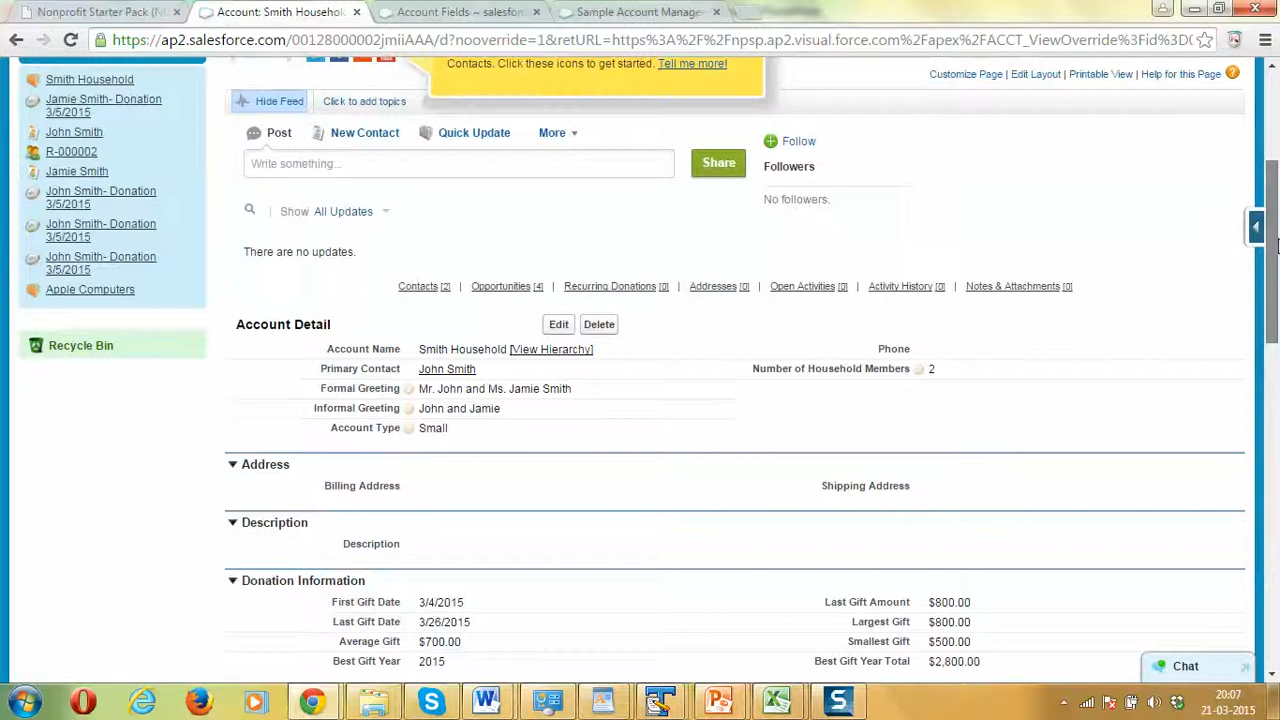 Nonprofit Starter Pack (N
Account: Smith Household
Account Fields ~ salesfor
Sample Account Manage
https://ap2.salesforce.com/00128000002jmiiAAA/d?nooverride=1&retURL=https%3A%2F%2Fnpsp.ap2.visual.force.com%2Fapex%2FACCT_ViewOverride%3Fid%3D0
Contacts. Click these icons to get started. Tell me more!
Customize Page | Edit Layout | Printable View | Help for this Page
Smith Household
Jamie Smith- Donation
3/5/2015
John Smith
R-000002
Jamie Smith
John Smith- Donation
3/5/2015
John Smith- Donation
3/5/2015
John Smith- Donation
3/5/2015
Apple Computers
Recycle Bin
Hide Feed
Click to add topics
Post
New Contact
Quick Update
More
Write something...
Share
Follow
Followers
No followers.
Show All Updates
There are no updates.
Contacts [2] | Opportunities [4] | Recurring Donations [0] | Addresses [0] | Open Activities [0] | Activity History [0] | Notes & Attachments [0]
Account Detail
Edit
Delete
Account Name Smith Household [View Hierarchy]
Phone
Primary Contact John Smith
Number of Household Members 2
Formal Greeting Mr. John and Ms. Jamie Smith
Informal Greeting John and Jamie
Account Type Small
Address
Billing Address
Shipping Address
Description
Description
Donation Information
First Gift Date 3/4/2015
Last Gift Amount $800.00
Last Gift Date 3/26/2015
Largest Gift $800.00
Average Gift $700.00
Smallest Gift $500.00
Best Gift Year 2015
Best Gift Year Total $2,800.00
Chat
20:07
21-03-2015